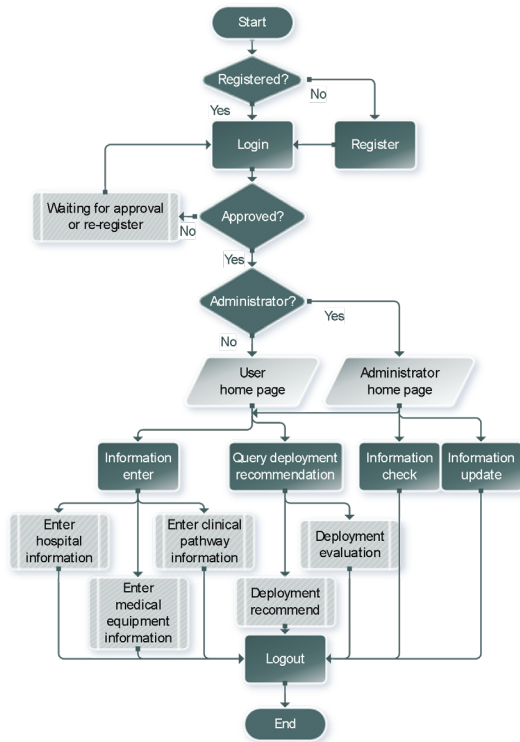 Start
Registered?
No
Yes
Login
Register
Waiting for approval
or re-register
Approved?
No
Yes
Administrator?
Yes
No
User
home page
Administrator
home page
Information
enter
Query deployment
recommendation
Information
check
Information
update
Enter
hospital
information
Enter clinical
pathway
information
Deployment
evaluation
Enter
medical
equipment
information
Deployment
recommend
Logout
End